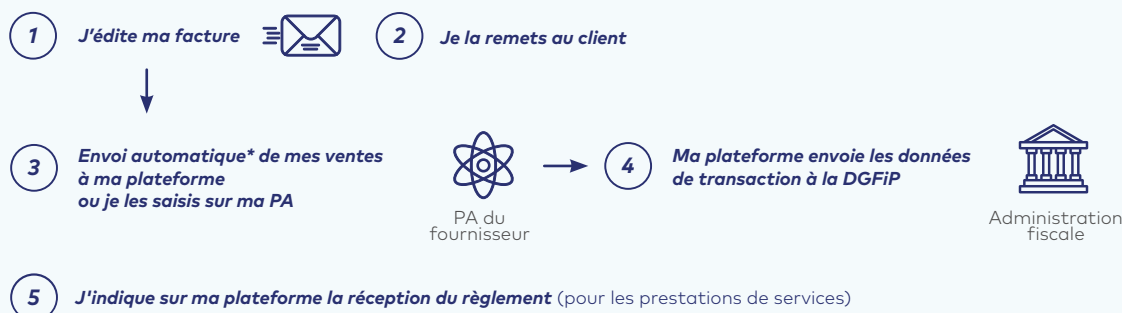 1 J'édite ma facture
2 Je la remets au client
3 Envoi automatique* de mes ventes
à ma plateforme
ou je les saisis sur ma PA
PA du
fournisseur
4 Ma plateforme envoie les données
de transaction à la DGFiP
Administration
fiscale
5 J'indique sur ma plateforme la réception du règlement (pour les prestations de services)